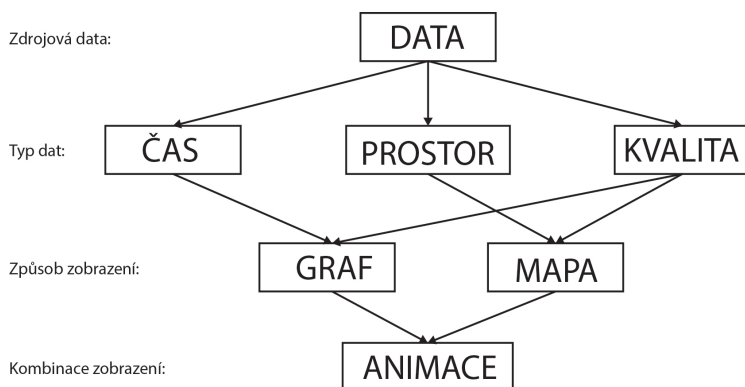 Zdrojová data:
DATA
Typ dat:
ČAS
PROSTOR
KVALITA
Způsob zobrazení:
GRAF
MAPA
Kombinace zobrazení:
ANIMACE